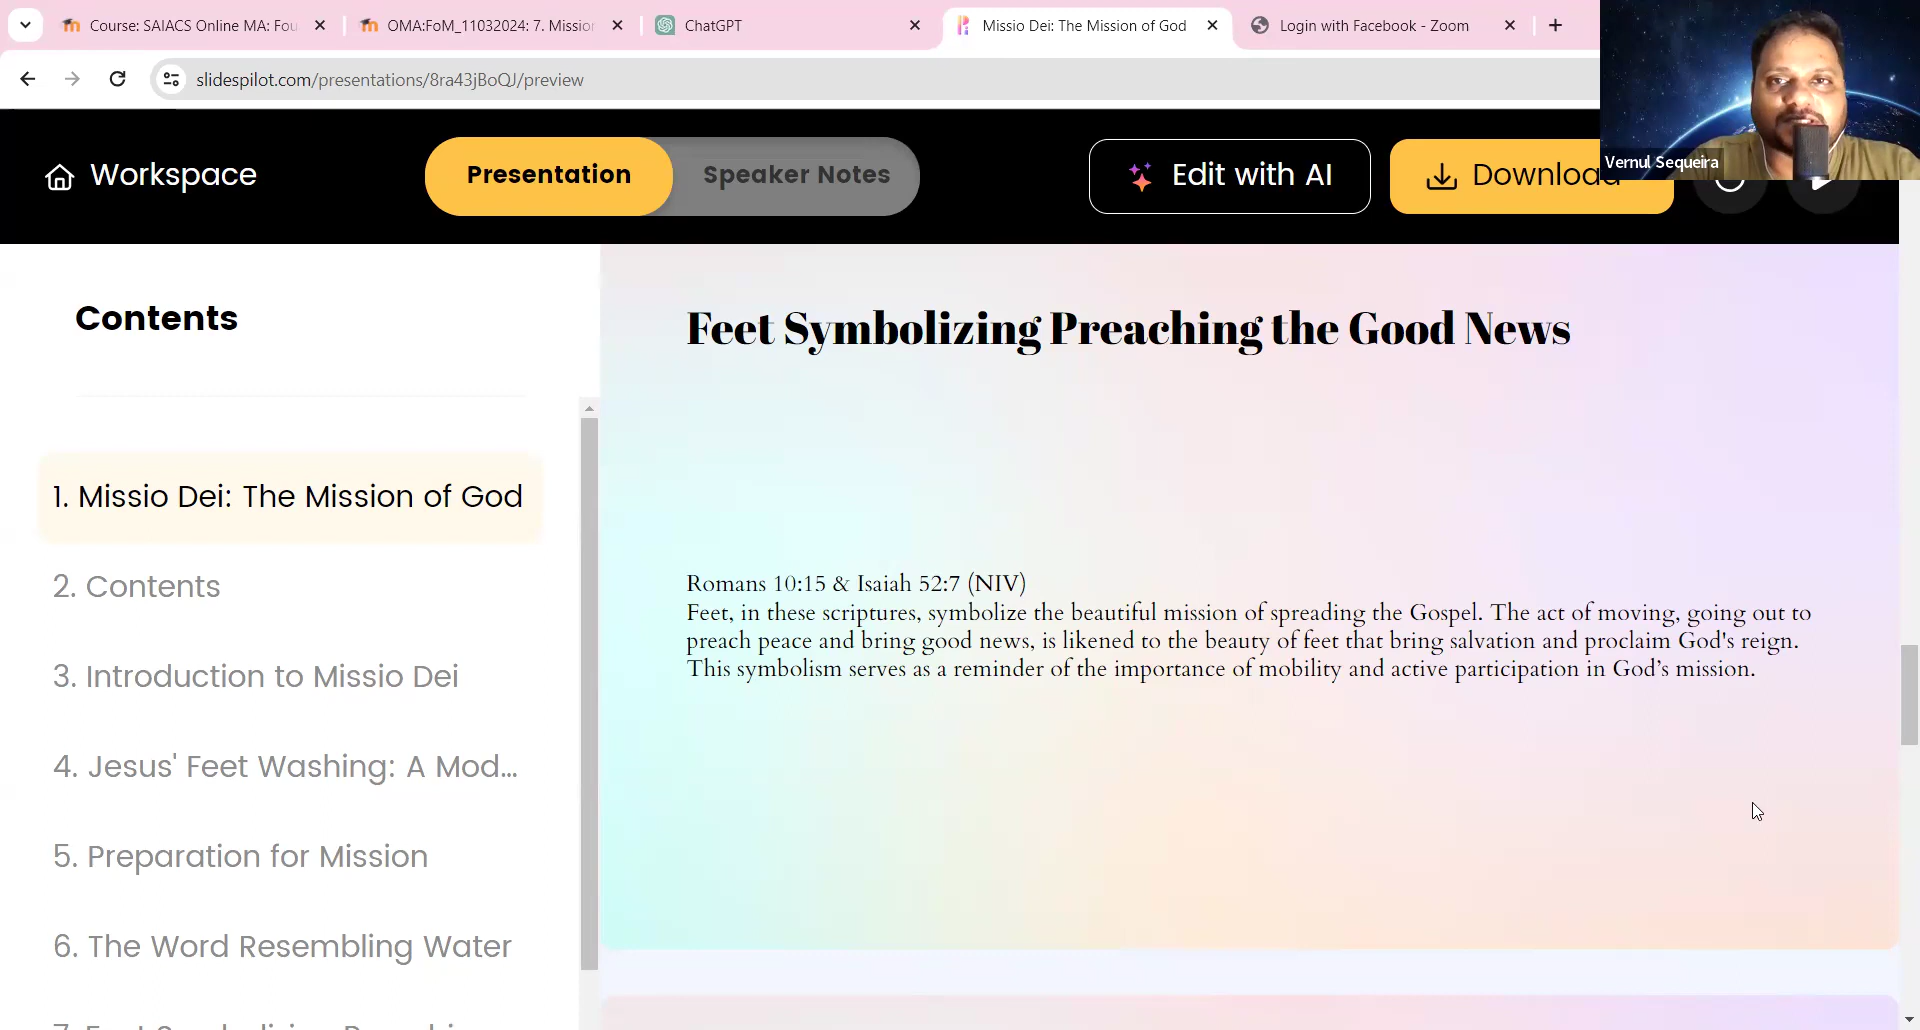 Course: SAIACS Online MA: Fou
OMA:FoM_11032024: 7. Mission
ChatGPT
Missio Dei: The Mission of God
Login with Facebook - Zoom
slidespilot.com/presentations/8ra43jBoQJ/preview
Vernul Sequeira
Workspace
Presentation
Speaker Notes
Edit with AI
Download
Contents
1. Missio Dei: The Mission of God
2. Contents
3. Introduction to Missio Dei
4. Jesus' Feet Washing: A Mod...
5. Preparation for Mission
6. The Word Resembling Water
Feet Symbolizing Preaching the Good News
Romans 10:15 & Isaiah 52:7 (NIV)
Feet, in these scriptures, symbolize the beautiful mission of spreading the Gospel. The act of moving, going out to
preach peace and bring good news, is likened to the beauty of feet that bring salvation and proclaim God's reign.
This symbolism serves as a reminder of the importance of mobility and active participation in God’s mission.